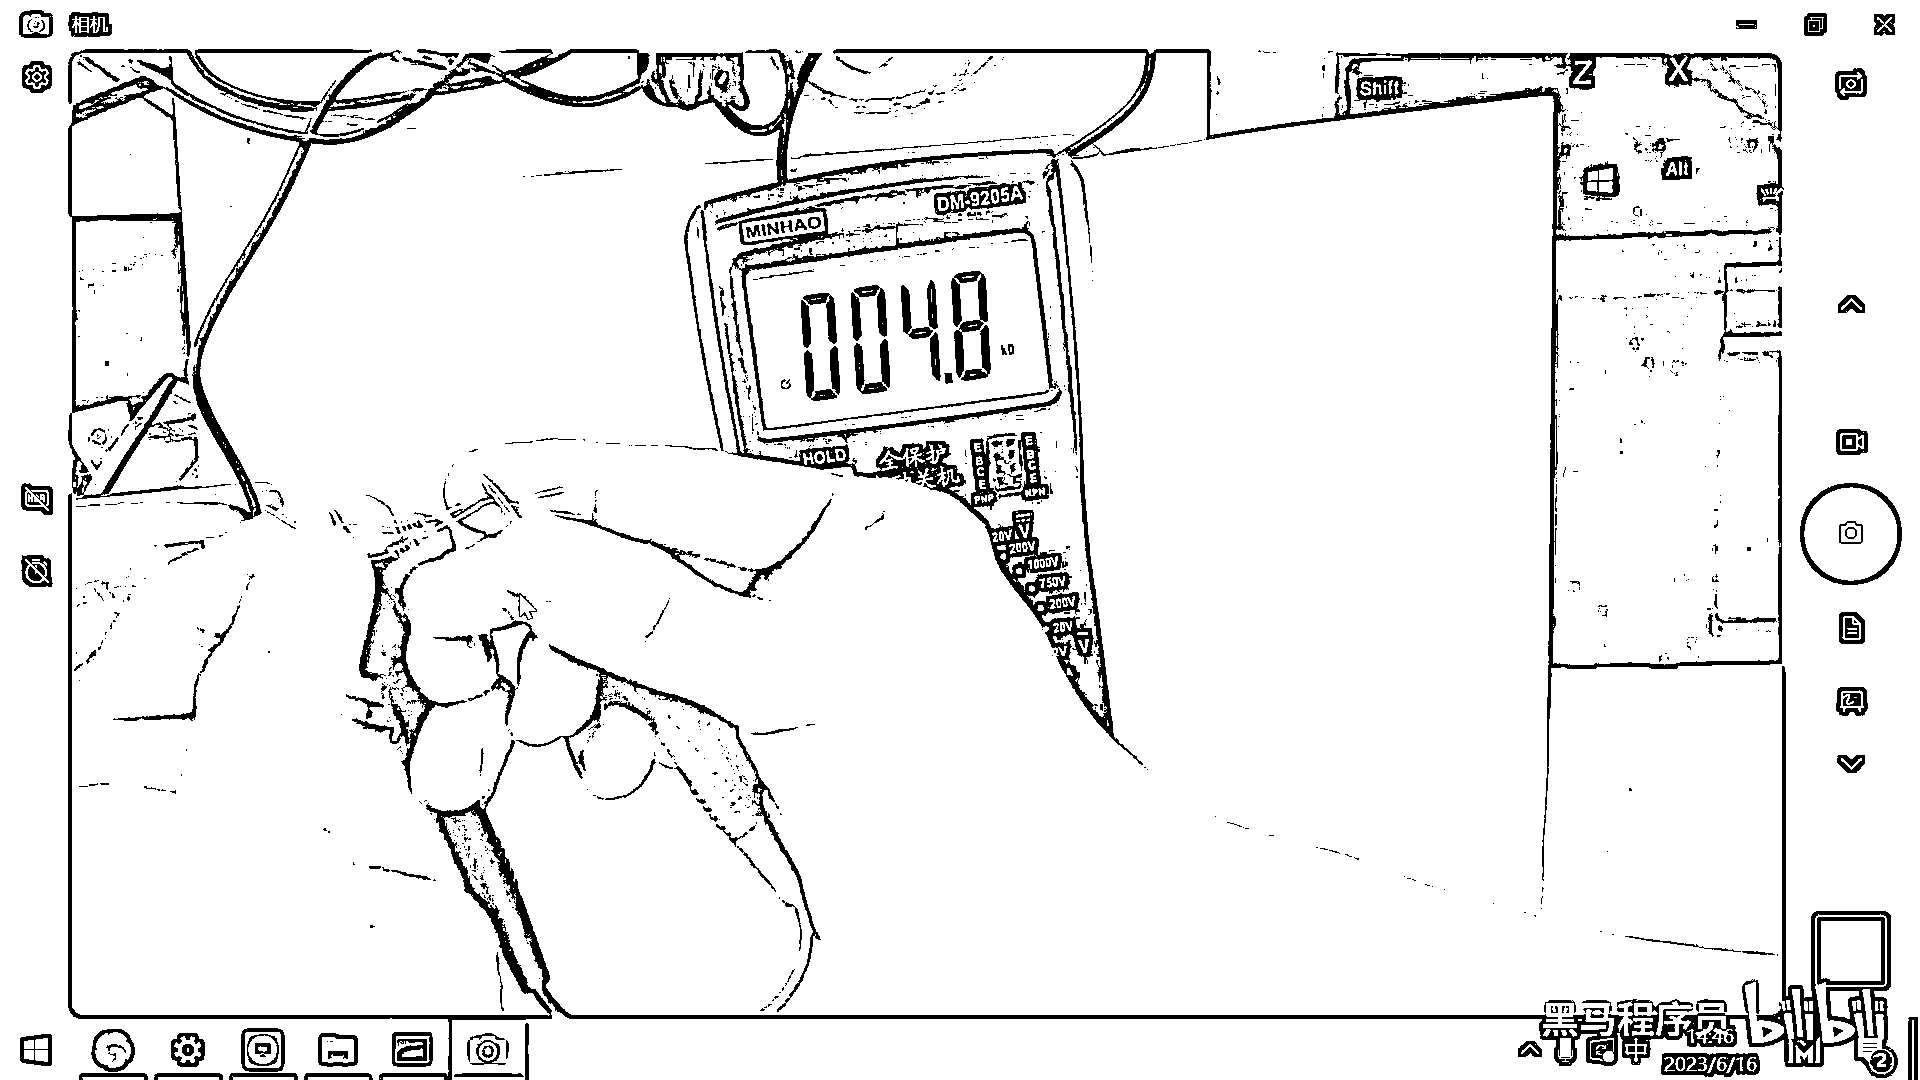 相机
Z X
Shift
Alt
DM-9205A
MINHAO
004.8
kΩ
HOLD
全保护
关机
E B C E
E B C E
PNP NPN
20V
200V
1000V
750V
200V
20V
黑马程序员 bilibili
14:46
中
2023/6/16
2